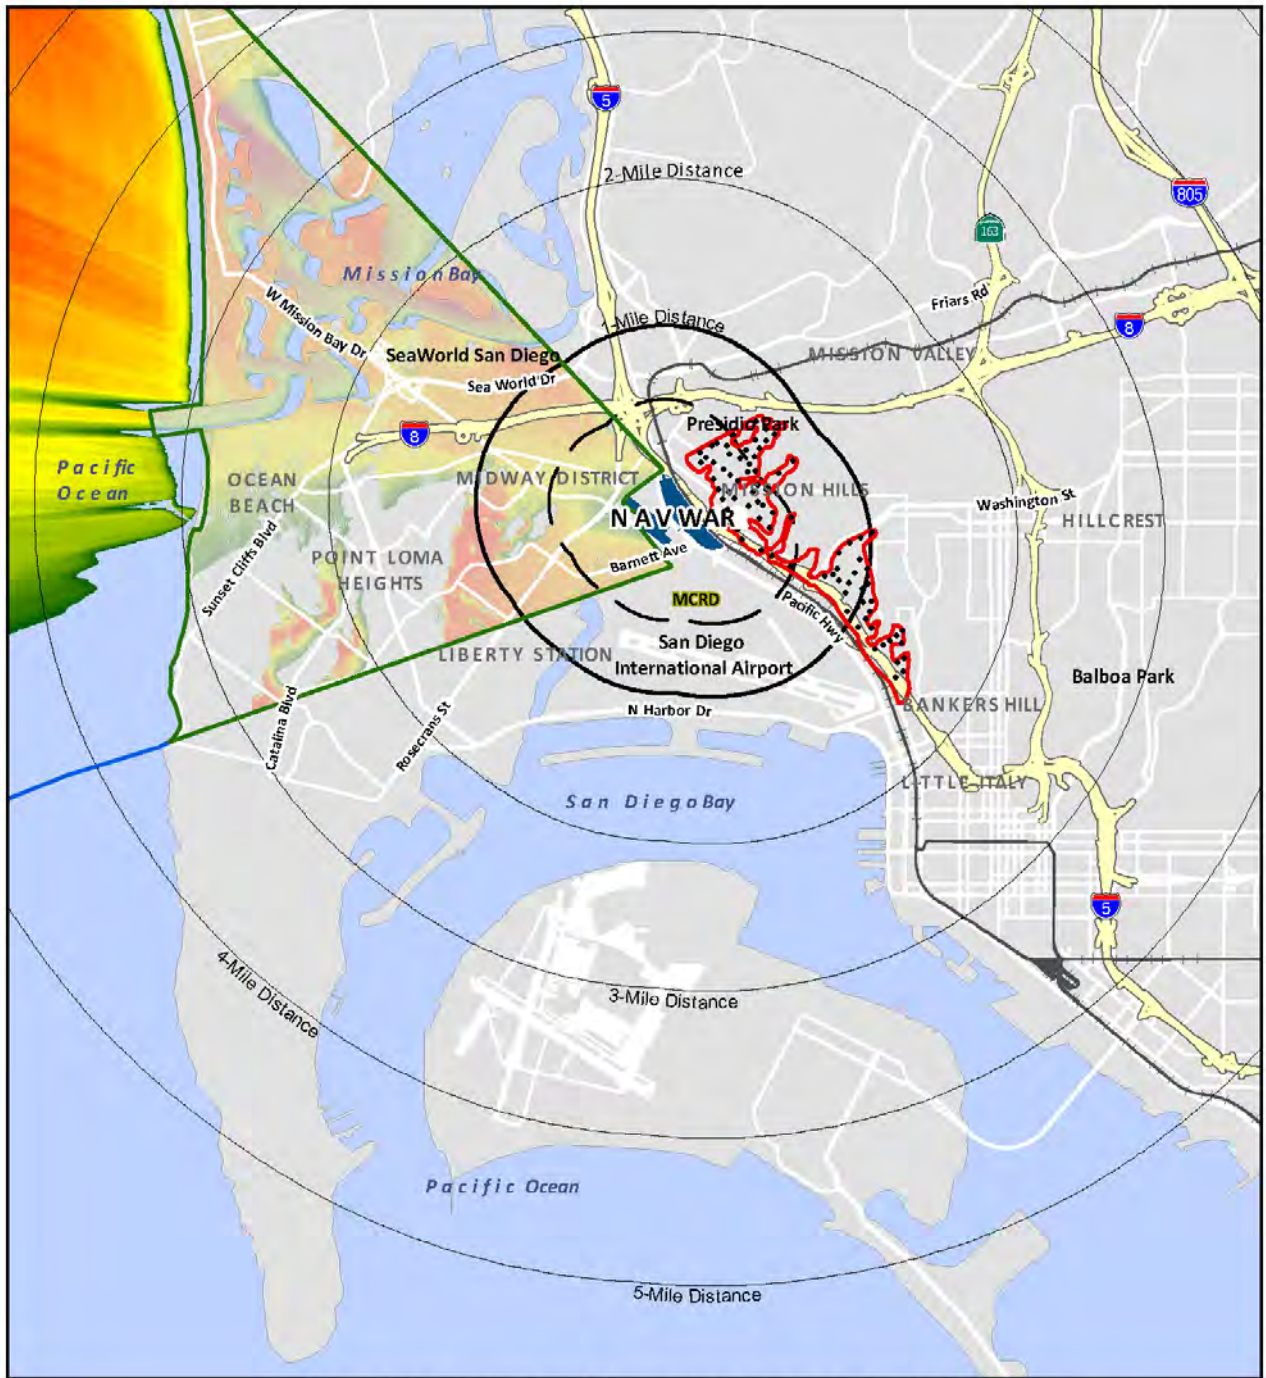 5
2-Mile Distance
805
163
Mission Bay
Friars Rd
W Mission Bay Dr
1-Mile Distance
8
SeaWorld San Diego
MISSION VALLEY
Sea World Dr
Presidio Park
8
Pacific
Ocean
OCEAN
BEACH
MIDWAY DISTRICT
MISSION HILLS
Washington St
NAVWAR
HILLCREST
Sunset Cliffs Blvd
POINT LOMA
HEIGHTS
Barnett Ave
MCRD
Pacific Hwy
San Diego
International Airport
LIBERTY STATION
Balboa Park
N Harbor Dr
BANKERS HILL
Catalina Blvd
Rosecrans St
LITTLE ITALY
San Diego Bay
5
4-Mile Distance
3-Mile Distance
Pacific Ocean
5-Mile Distance